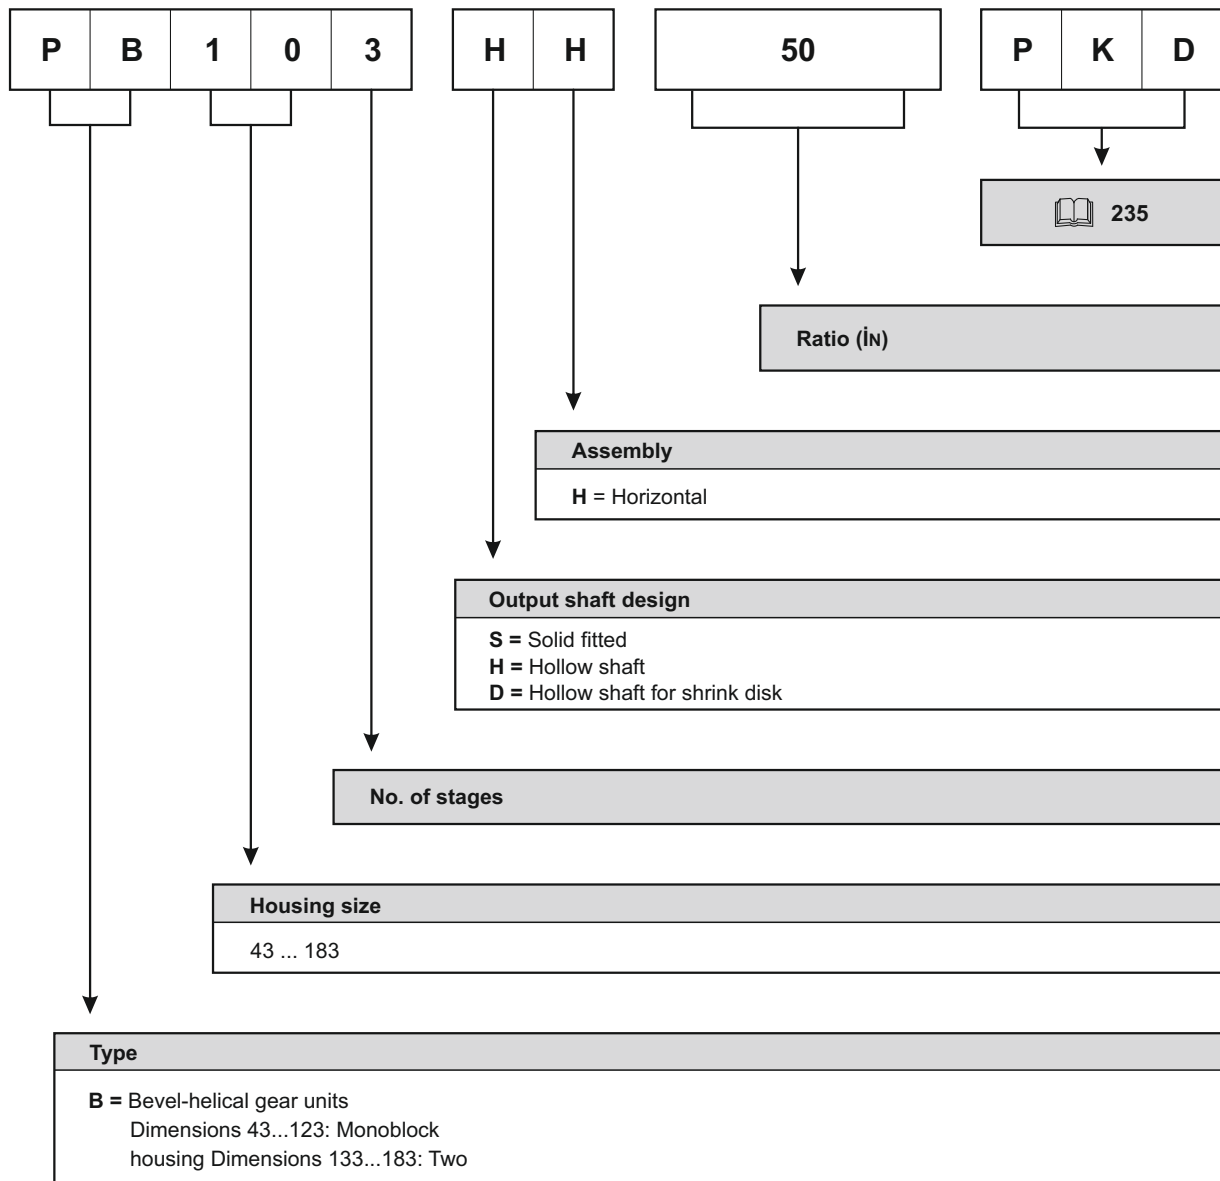 P B 1 0 3 H H 50 P K D
235
Ratio (İN)
Assembly
H = Horizontal
Output shaft design
S = Solid fitted
H = Hollow shaft
D = Hollow shaft for shrink disk
No. of stages
Housing size
43 ... 183
Type
B = Bevel-helical gear units
Dimensions 43...123: Monoblock
housing Dimensions 133...183: Two